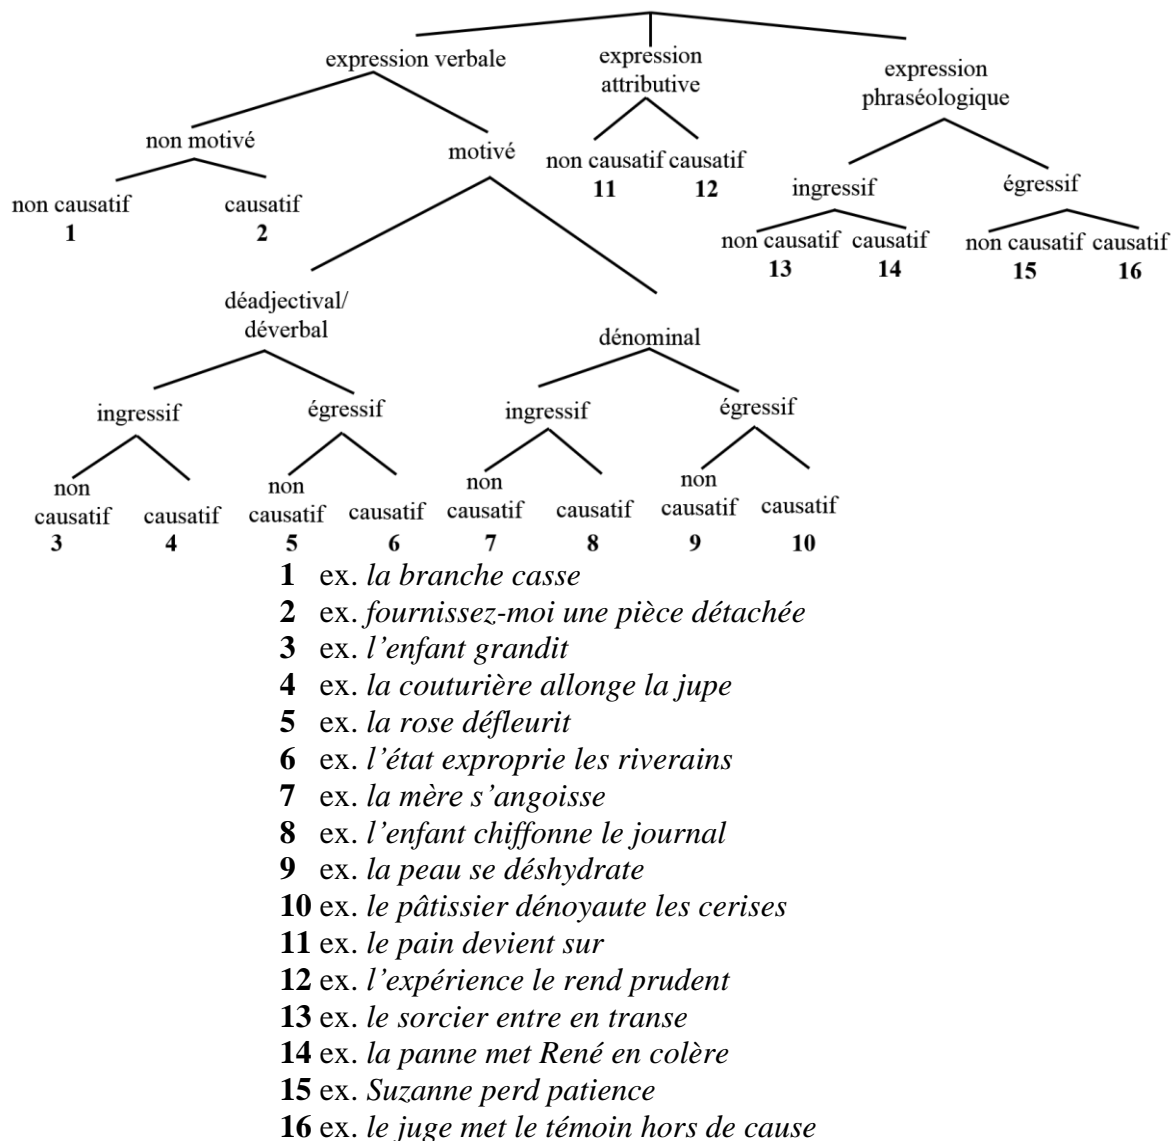 expression verbale
expression
attributive
expression
phraséologique
non motivé
motivé
non causatif causatif
11 12
ingressif
égressif
non causatif
1
causatif
2
non causatif causatif
13 14
non causatif causatif
15 16
déadjectival/
déverbal
dénominal
ingressif
égressif
ingressif
égressif
non
causatif
3
causatif
4
non
causatif
5
causatif
6
non
causatif
7
causatif
8
non
causatif
9
causatif
10
1 ex. la branche casse
2 ex. fournissez-moi une pièce détachée
3 ex. l’enfant grandit
4 ex. la couturière allonge la jupe
5 ex. la rose défleurit
6 ex. l’état exproprie les riverains
7 ex. la mère s’angoisse
8 ex. l’enfant chiffonne le journal
9 ex. la peau se déshydrate
10 ex. le pâtissier dénoyaute les cerises
11 ex. le pain devient sur
12 ex. l’expérience le rend prudent
13 ex. le sorcier entre en transe
14 ex. la panne met René en colère
15 ex. Suzanne perd patience
16 ex. le juge met le témoin hors de cause